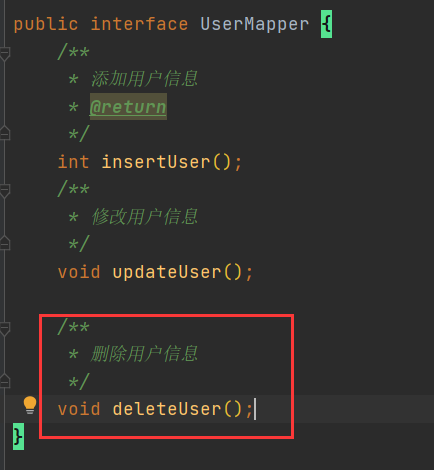 public interface UserMapper {
/**
* 添加用户信息
* @return
*/
int insertUser();
/**
* 修改用户信息
*/
void updateUser();
/**
* 删除用户信息
*/
void deleteUser();
}